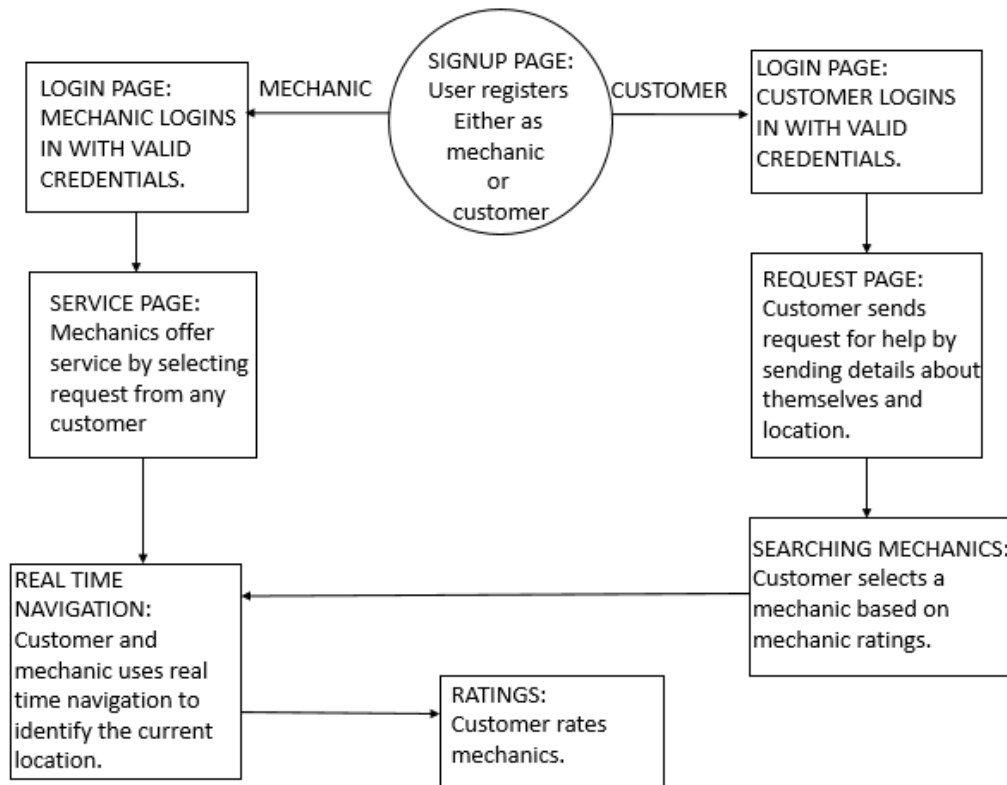 SIGNUP PAGE:
User registers
Either as
mechanic
or
customer
MECHANIC
CUSTOMER
LOGIN PAGE:
MECHANIC LOGINS
IN WITH VALID
CREDENTIALS.
LOGIN PAGE:
CUSTOMER LOGINS
IN WITH VALID
CREDENTIALS.
SERVICE PAGE:
Mechanics offer
service by selecting
request from any
customer
REQUEST PAGE:
Customer sends
request for help by
sending details about
themselves and
location.
SEARCHING MECHANICS:
Customer selects a
mechanic based on
mechanic ratings.
REAL TIME
NAVIGATION:
Customer and
mechanic uses real
time navigation to
identify the current
location.
RATINGS:
Customer rates
mechanics.